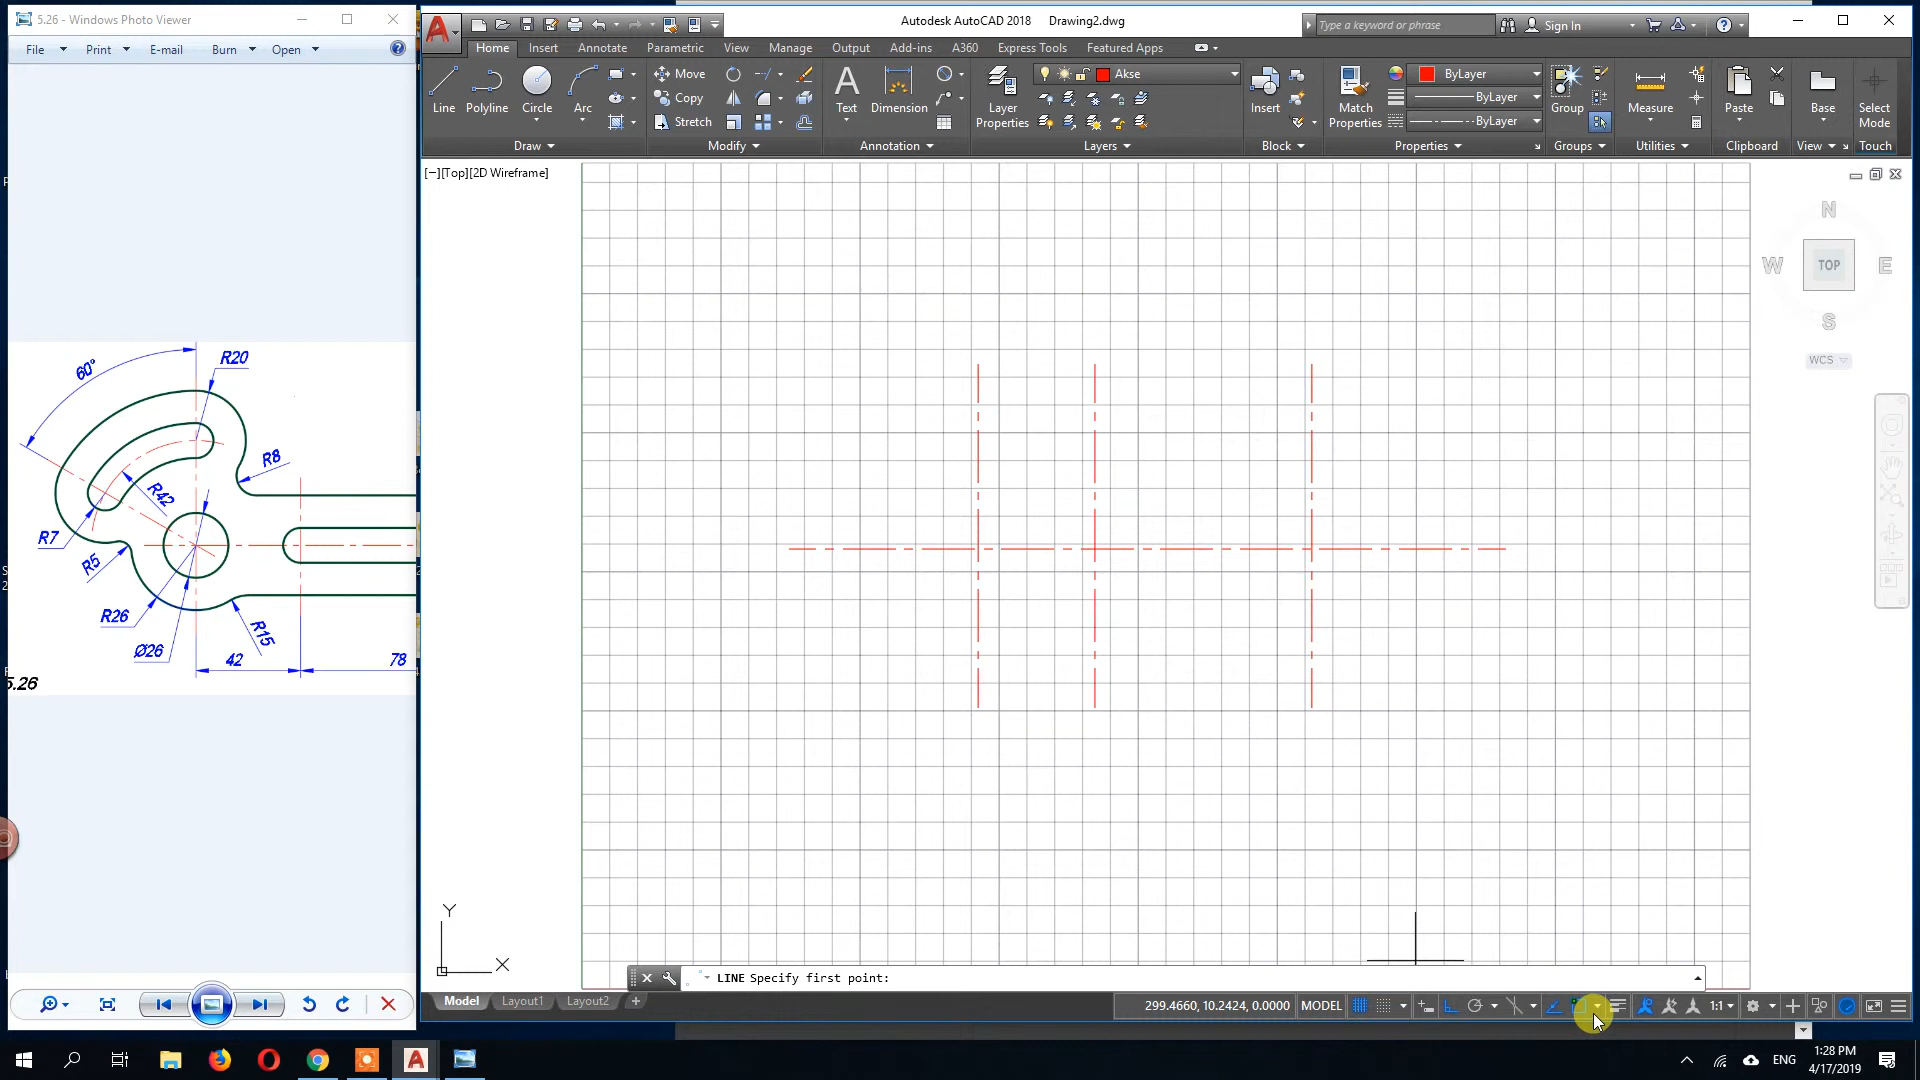 5.26 - Windows Photo Viewer
File Print E-mail Burn Open
60°
R20
R8
R42
R7
R5
R26
Ø26
R15
42
78
5.26
Autodesk AutoCAD 2018 Drawing2.dwg
Type a keyword or phrase
Sign In
Home Insert Annotate Parametric View Manage Output Add-ins A360 Express Tools Featured Apps
Line Polyline Circle Arc
Move
Copy
Stretch
Text Dimension
Layer
Properties
Akse
Insert
Match
Properties
ByLayer
ByLayer
ByLayer
Group
Measure
Paste
Base
Select
Mode
Draw Modify Annotation Layers Block Properties Groups Utilities Clipboard View Touch
[−][Top][2D Wireframe]
N
W TOP E
S
WCS
Y
X
LINE Specify first point:
Model Layout1 Layout2
299.4660, 10.2424, 0.0000 MODEL 1:1
ENG
1:28 PM
4/17/2019